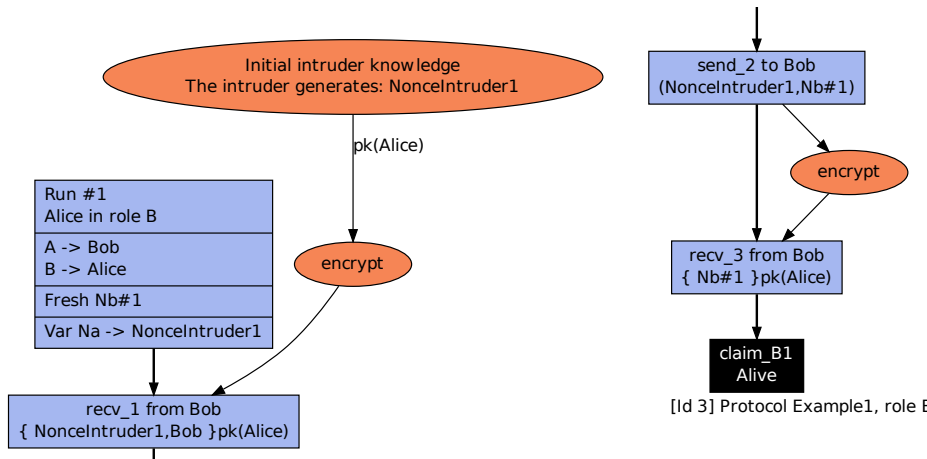 Initial intruder knowledge
The intruder generates: NonceIntruder1
pk(Alice)
Run #1
Alice in role B
A -> Bob
B -> Alice
Fresh Nb#1
Var Na -> NonceIntruder1
encrypt
recv_1 from Bob
{ NonceIntruder1,Bob }pk(Alice)
send_2 to Bob
(NonceIntruder1,Nb#1)
encrypt
recv_3 from Bob
{ Nb#1 }pk(Alice)
claim_B1
Alive
[Id 3] Protocol Example1, role